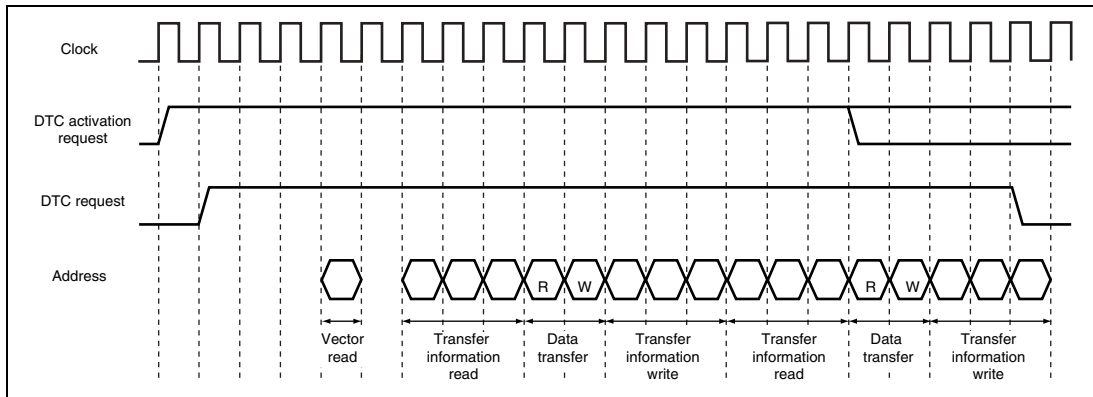 Clock
DTC activation
request
DTC request
Address
R W R W
Vector
read
Transfer
information
read
Data
transfer
Transfer
information
write
Transfer
information
read
Data
transfer
Transfer
information
write